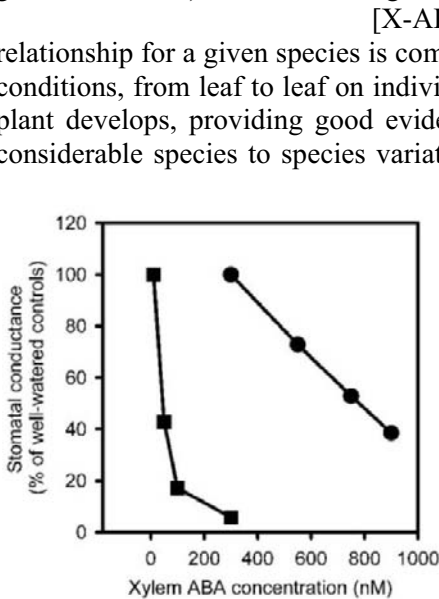 [X-A
relationship for a given species is com
conditions, from leaf to leaf on indivi
plant develops, providing good evide
considerable species to species variat
120
100
80
60
40
20
0
Stomatal conductance
(% of well-watered controls)
0 200 400 600 800 1000
Xylem ABA concentration (nM)